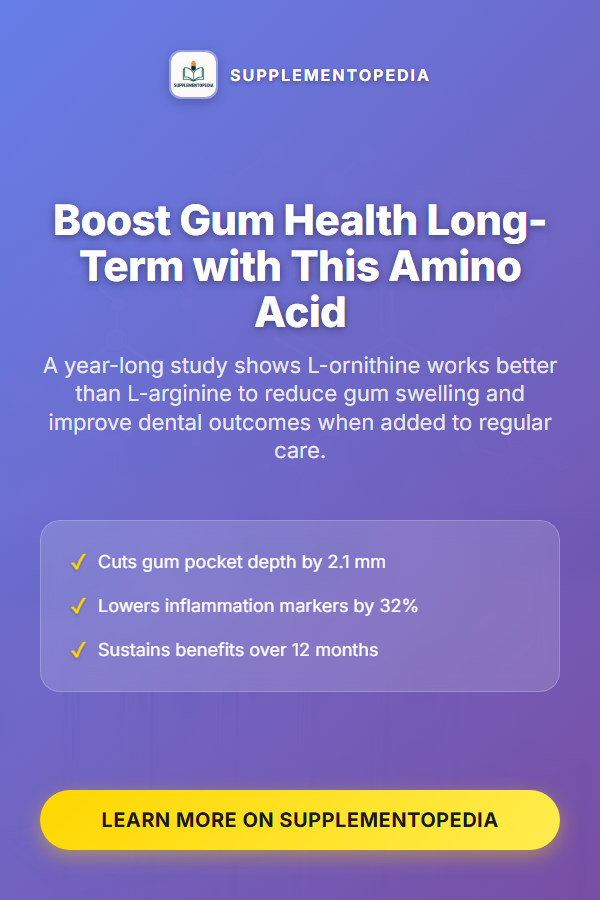 SUPPLEMENTOPEDIA
SUPPLEMENTOPEDIA
Boost Gum Health Long-
Term with This Amino
Acid
A year-long study shows L-ornithine works better
than L-arginine to reduce gum swelling and
improve dental outcomes when added to regular
care.
✓ Cuts gum pocket depth by 2.1 mm
✓ Lowers inflammation markers by 32%
✓ Sustains benefits over 12 months
LEARN MORE ON SUPPLEMENTOPEDIA